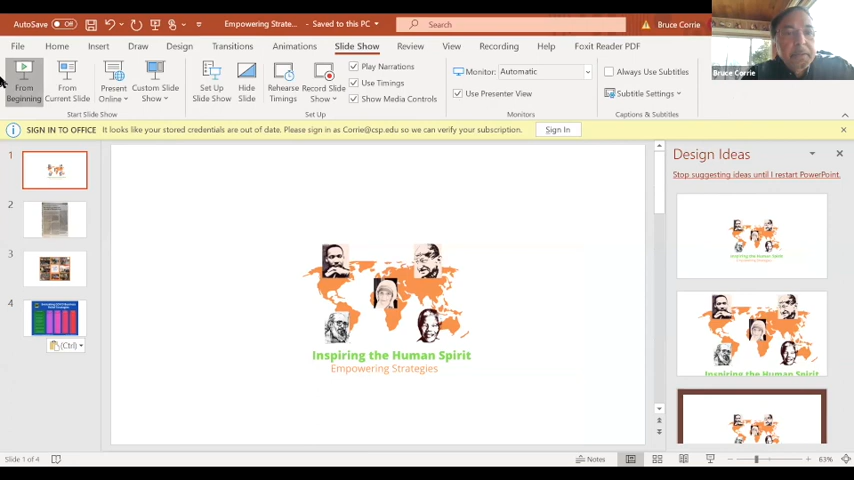 AutoSave Off Empowering Strate... - Saved to this PC Search Bruce Corrie
File Home Insert Draw Design Transitions Animations Slide Show Review View Recording Help Foxit Reader PDF
Bruce Corrie
From Beginning
From Current Slide
Present Online
Custom Slide Show
Set Up Slide Show
Hide Slide
Rehearse Timings
Record Slide Show
Play Narrations
Use Timings
Show Media Controls
Monitor: Automatic
Use Presenter View
Always Use Subtitles
Subtitle Settings
Start Slide Show
Set Up
Monitors
Captions & Subtitles
SIGN IN TO OFFICE It looks like your stored credentials are out of date. Please sign in as Corrie@csp.edu so we can verify your subscription. Sign In
1
2
3
4
(Ctrl)
Inspiring the Human Spirit
Empowering Strategies
Design Ideas
Stop suggesting ideas until I restart PowerPoint.
Inspiring the Human Spirit
Empowering Strategies
Inspiring the Human Spirit
Slide 1 of 4 Notes 63%